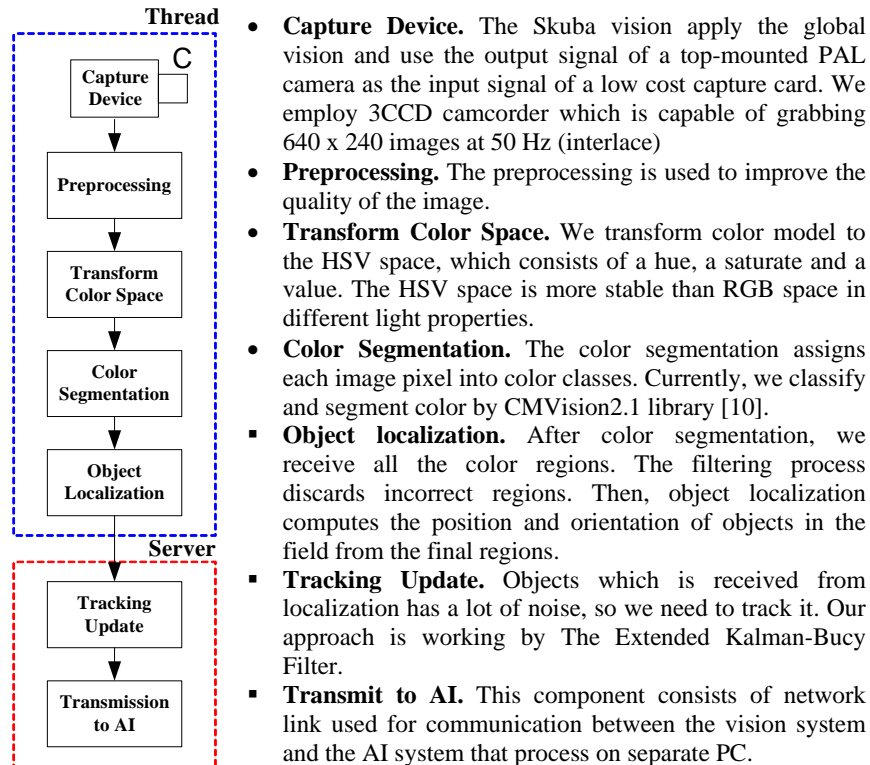 Thread
C
Capture
Device
Preprocessing
Transform
Color Space
Color
Segmentation
Object
Localization
Server
Tracking
Update
Transmission
to AI
• Capture Device. The Skuba vision apply the global
vision and use the output signal of a top-mounted PAL
camera as the input signal of a low cost capture card. We
employ 3CCD camcorder which is capable of grabbing
640 x 240 images at 50 Hz (interlace)
• Preprocessing. The preprocessing is used to improve the
quality of the image.
• Transform Color Space. We transform color model to
the HSV space, which consists of a hue, a saturate and a
value. The HSV space is more stable than RGB space in
different light properties.
• Color Segmentation. The color segmentation assigns
each image pixel into color classes. Currently, we classify
and segment color by CMVision2.1 library [10].
▪ Object localization. After color segmentation, we
receive all the color regions. The filtering process
discards incorrect regions. Then, object localization
computes the position and orientation of objects in the
field from the final regions.
▪ Tracking Update. Objects which is received from
localization has a lot of noise, so we need to track it. Our
approach is working by The Extended Kalman-Bucy
Filter.
▪ Transmit to AI. This component consists of network
link used for communication between the vision system
and the AI system that process on separate PC.